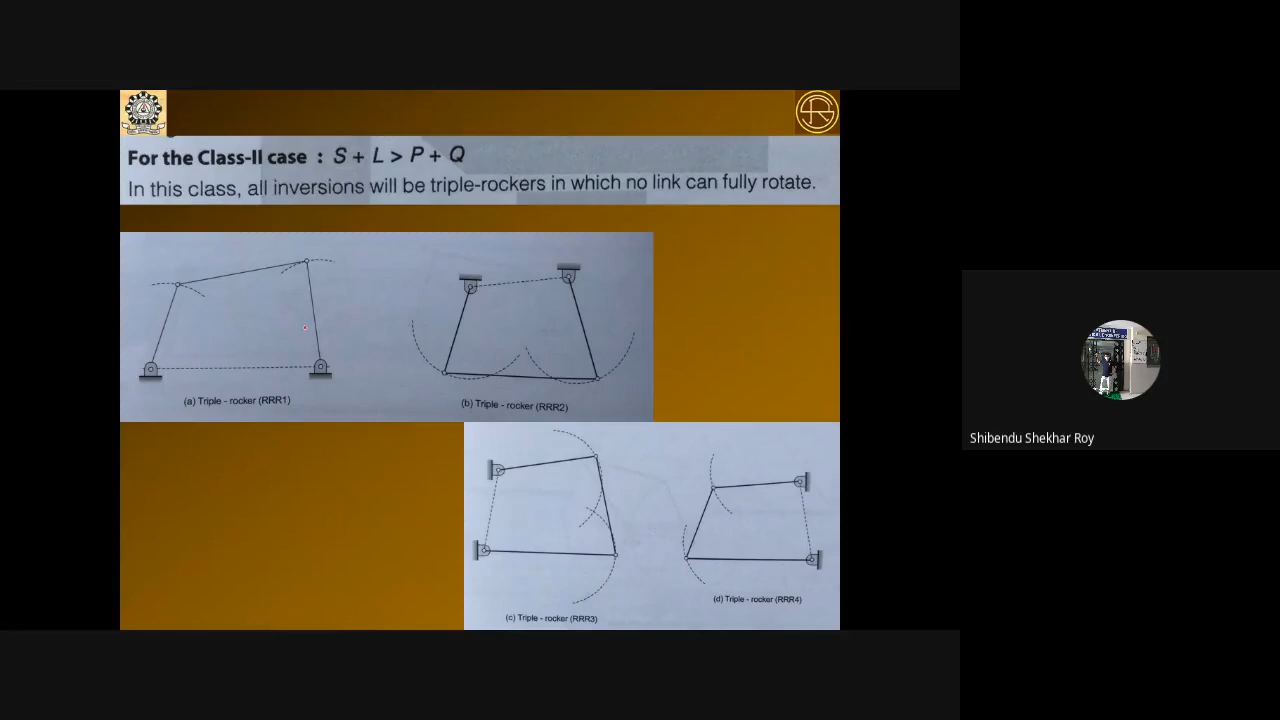 For the Class-II case : S + L > P + Q
In this class, all inversions will be triple-rockers in which no link can fully rotate.
(a) Triple - rocker (RRR1)
(b) Triple - rocker (RRR2)
(c) Triple - rocker (RRR3)
(d) Triple - rocker (RRR4)
Shibendu Shekhar Roy